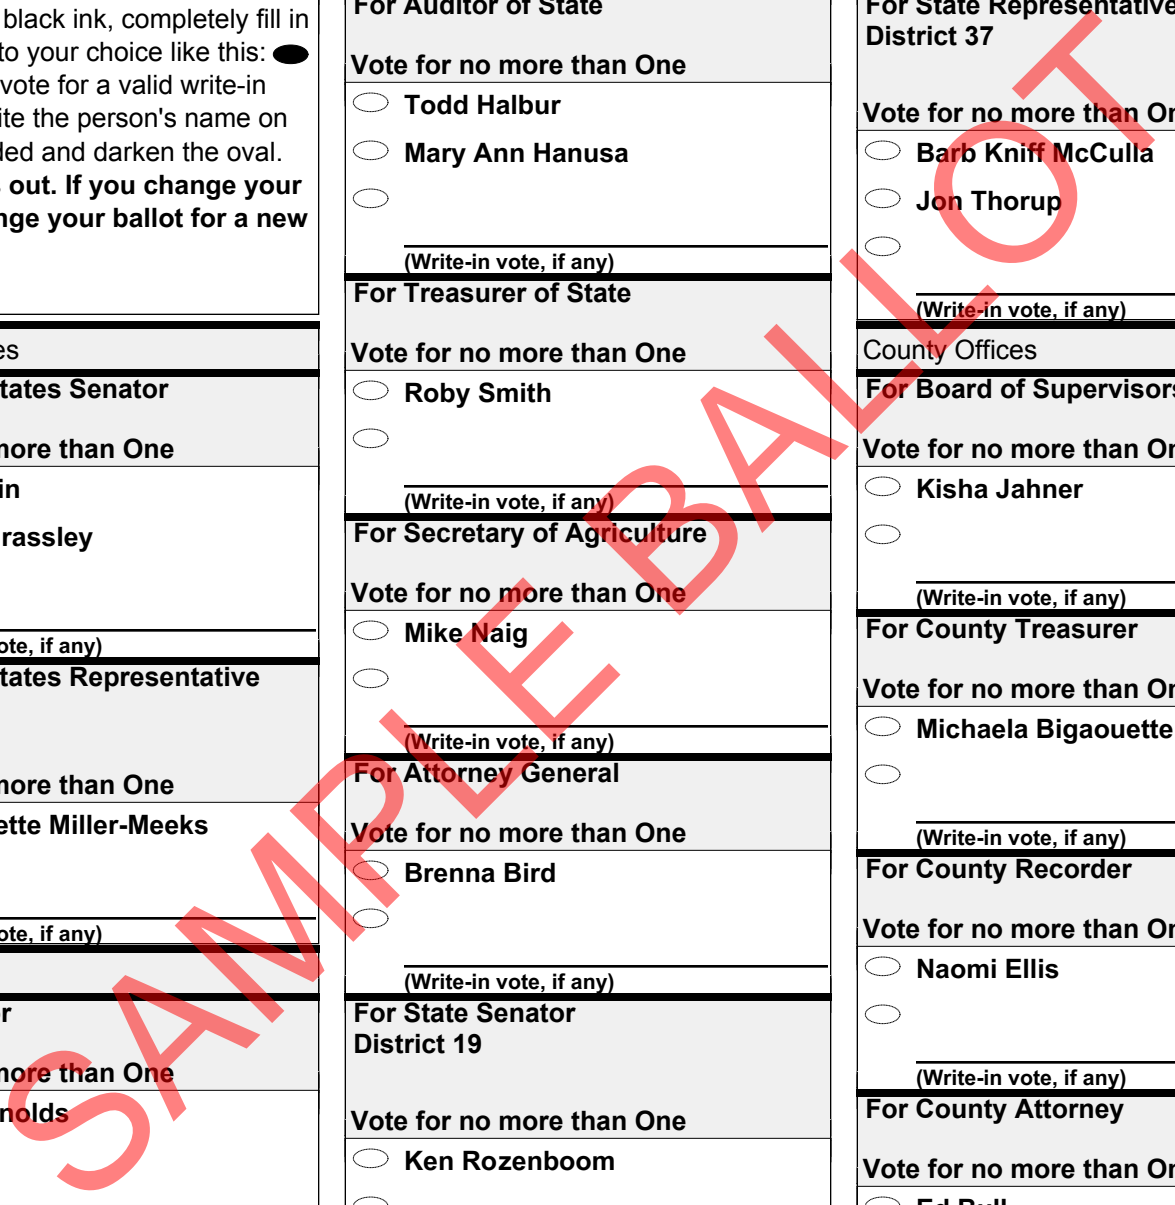 black ink, completely fill in
to your choice like this:
vote for a valid write-in
ite the person's name on
ded and darken the oval.
out. If you change your
nge your ballot for a new
es
tates Senator
more than One
in
rassley
ote, if any)
tates Representative
more than One
ette Miller-Meeks
ote, if any)
r
more than One
nolds
For Auditor of State
Vote for no more than One
Todd Halbur
Mary Ann Hanusa
(Write-in vote, if any)
For Treasurer of State
Vote for no more than One
Roby Smith
(Write-in vote, if any)
For Secretary of Agriculture
Vote for no more than One
Mike Naig
(Write-in vote, if any)
For Attorney General
Vote for no more than One
Brenna Bird
(Write-in vote, if any)
For State Senator
District 19
Vote for no more than One
Ken Rozenboom
For State Representative
District 37
Vote for no more than On
Barb Kniff McCulla
Jon Thorup
(Write-in vote, if any)
County Offices
For Board of Supervisors
Vote for no more than On
Kisha Jahner
(Write-in vote, if any)
For County Treasurer
Vote for no more than On
Michaela Bigaouette
(Write-in vote, if any)
For County Recorder
Vote for no more than On
Naomi Ellis
(Write-in vote, if any)
For County Attorney
Vote for no more than On
Ed Bull
SAMPLE BALLOT